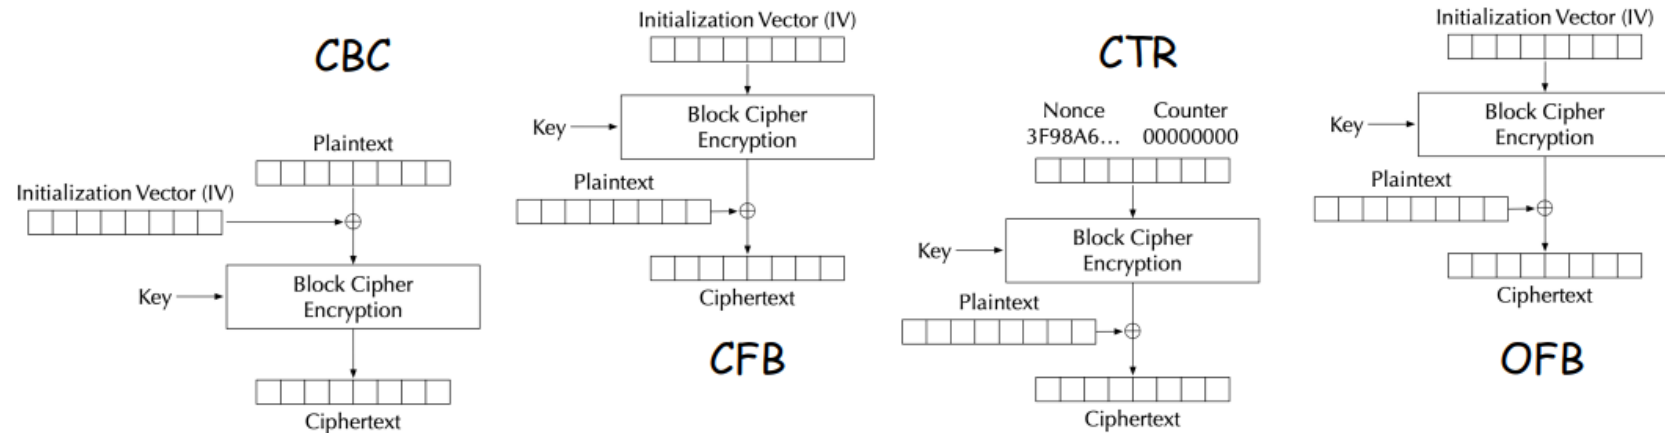 CBC
Plaintext
Initialization Vector (IV)
Key
Block Cipher
Encryption
Ciphertext
Initialization Vector (IV)
Key
Block Cipher
Encryption
Plaintext
Ciphertext
CFB
CTR
Nonce Counter
3F98A6... 00000000
Key
Block Cipher
Encryption
Plaintext
Ciphertext
Initialization Vector (IV)
Key
Block Cipher
Encryption
Plaintext
Ciphertext
OFB